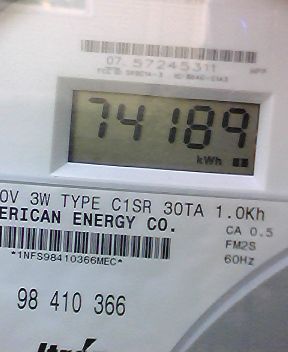 07 57245311
74189
kWh
0V 3W TYPE C1SR 30TA 1.0Kh
ERICAN ENERGY CO.
CA 0.5
FM2S
60Hz
*1NFS98410366MEC*
98 410 366
Itrón